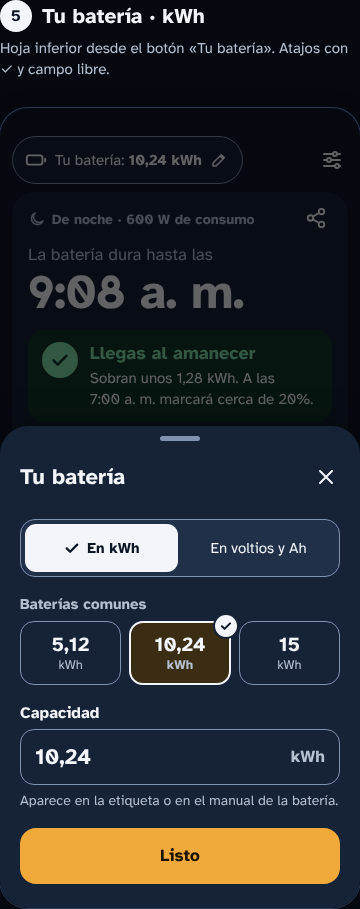 5 Tu batería · kWh
Hoja inferior desde el botón «Tu batería». Atajos con
✓ y campo libre.
Tu batería: 10,24 kWh
De noche · 600 W de consumo
La batería dura hasta las
9:08 a. m.
Llegas al amanecer
Sobran unos 1,28 kWh. A las
7:00 a. m. marcará cerca de 20%.
Tu batería
✓ En kWh
En voltios y Ah
Baterías comunes
5,12
kWh
10,24
kWh
15
kWh
Capacidad
10,24 kWh
Aparece en la etiqueta o en el manual de la batería.
Listo